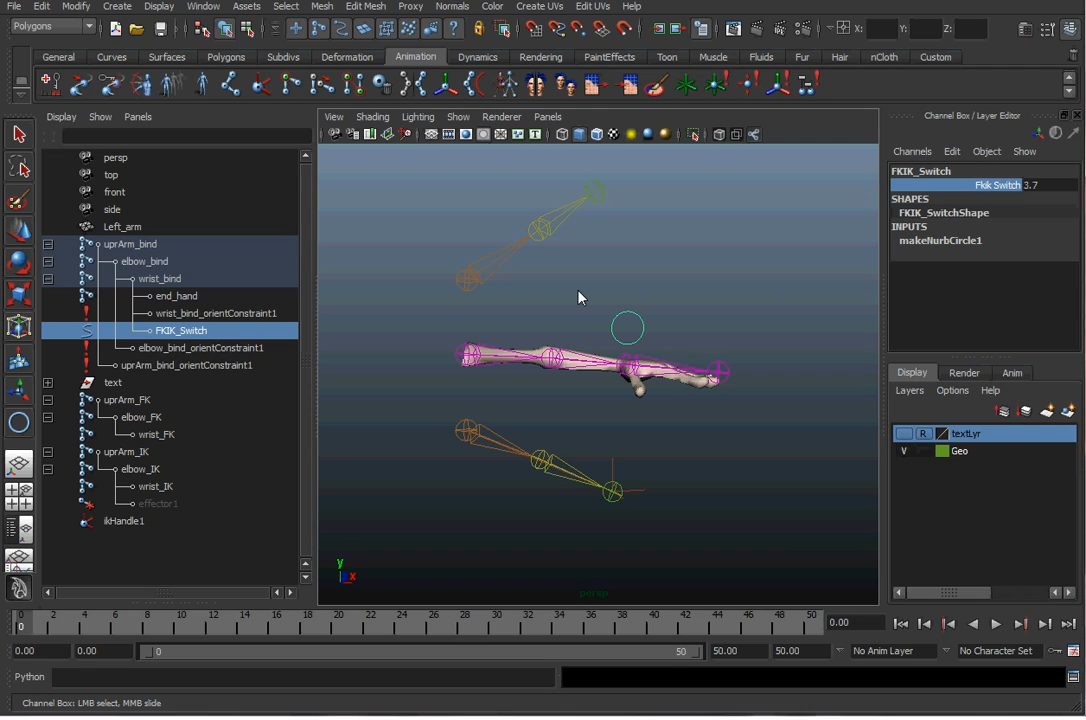 File Edit Modify Create Display Window Assets Select Mesh Edit Mesh Proxy Normals Color Create UVs Edit UVs Help
Polygons X: Y: Z:
General Curves Surfaces Polygons Subdivs Deformation Animation Dynamics Rendering PaintEffects Toon Muscle Fluids Fur Hair nCloth Custom
Display Show Panels
persp
top
front
side
Left_arm
uprArm_bind
elbow_bind
wrist_bind
end_hand
wrist_bind_orientConstraint1
FKIK_Switch
elbow_bind_orientConstraint1
uprArm_bind_orientConstraint1
text
uprArm_FK
elbow_FK
wrist_FK
uprArm_IK
elbow_IK
wrist_IK
effector1
ikHandle1
View Shading Lighting Show Renderer Panels
y
x
persp
Channel Box / Layer Editor
Channels Edit Object Show
FKIK_Switch
Fkik Switch 3.7
SHAPES
FKIK_SwitchShape
INPUTS
makeNurbCircle1
Display Render Anim
Layers Options Help
R textLyr
V Geo
0 2 4 6 8 10 12 14 16 18 20 22 24 26 28 30 32 34 36 38 40 42 44 46 48 50
0 0.00
0.00 0.00 0 50 50.00 50.00 No Anim Layer No Character Set
Python
Channel Box: LMB select, MMB slide